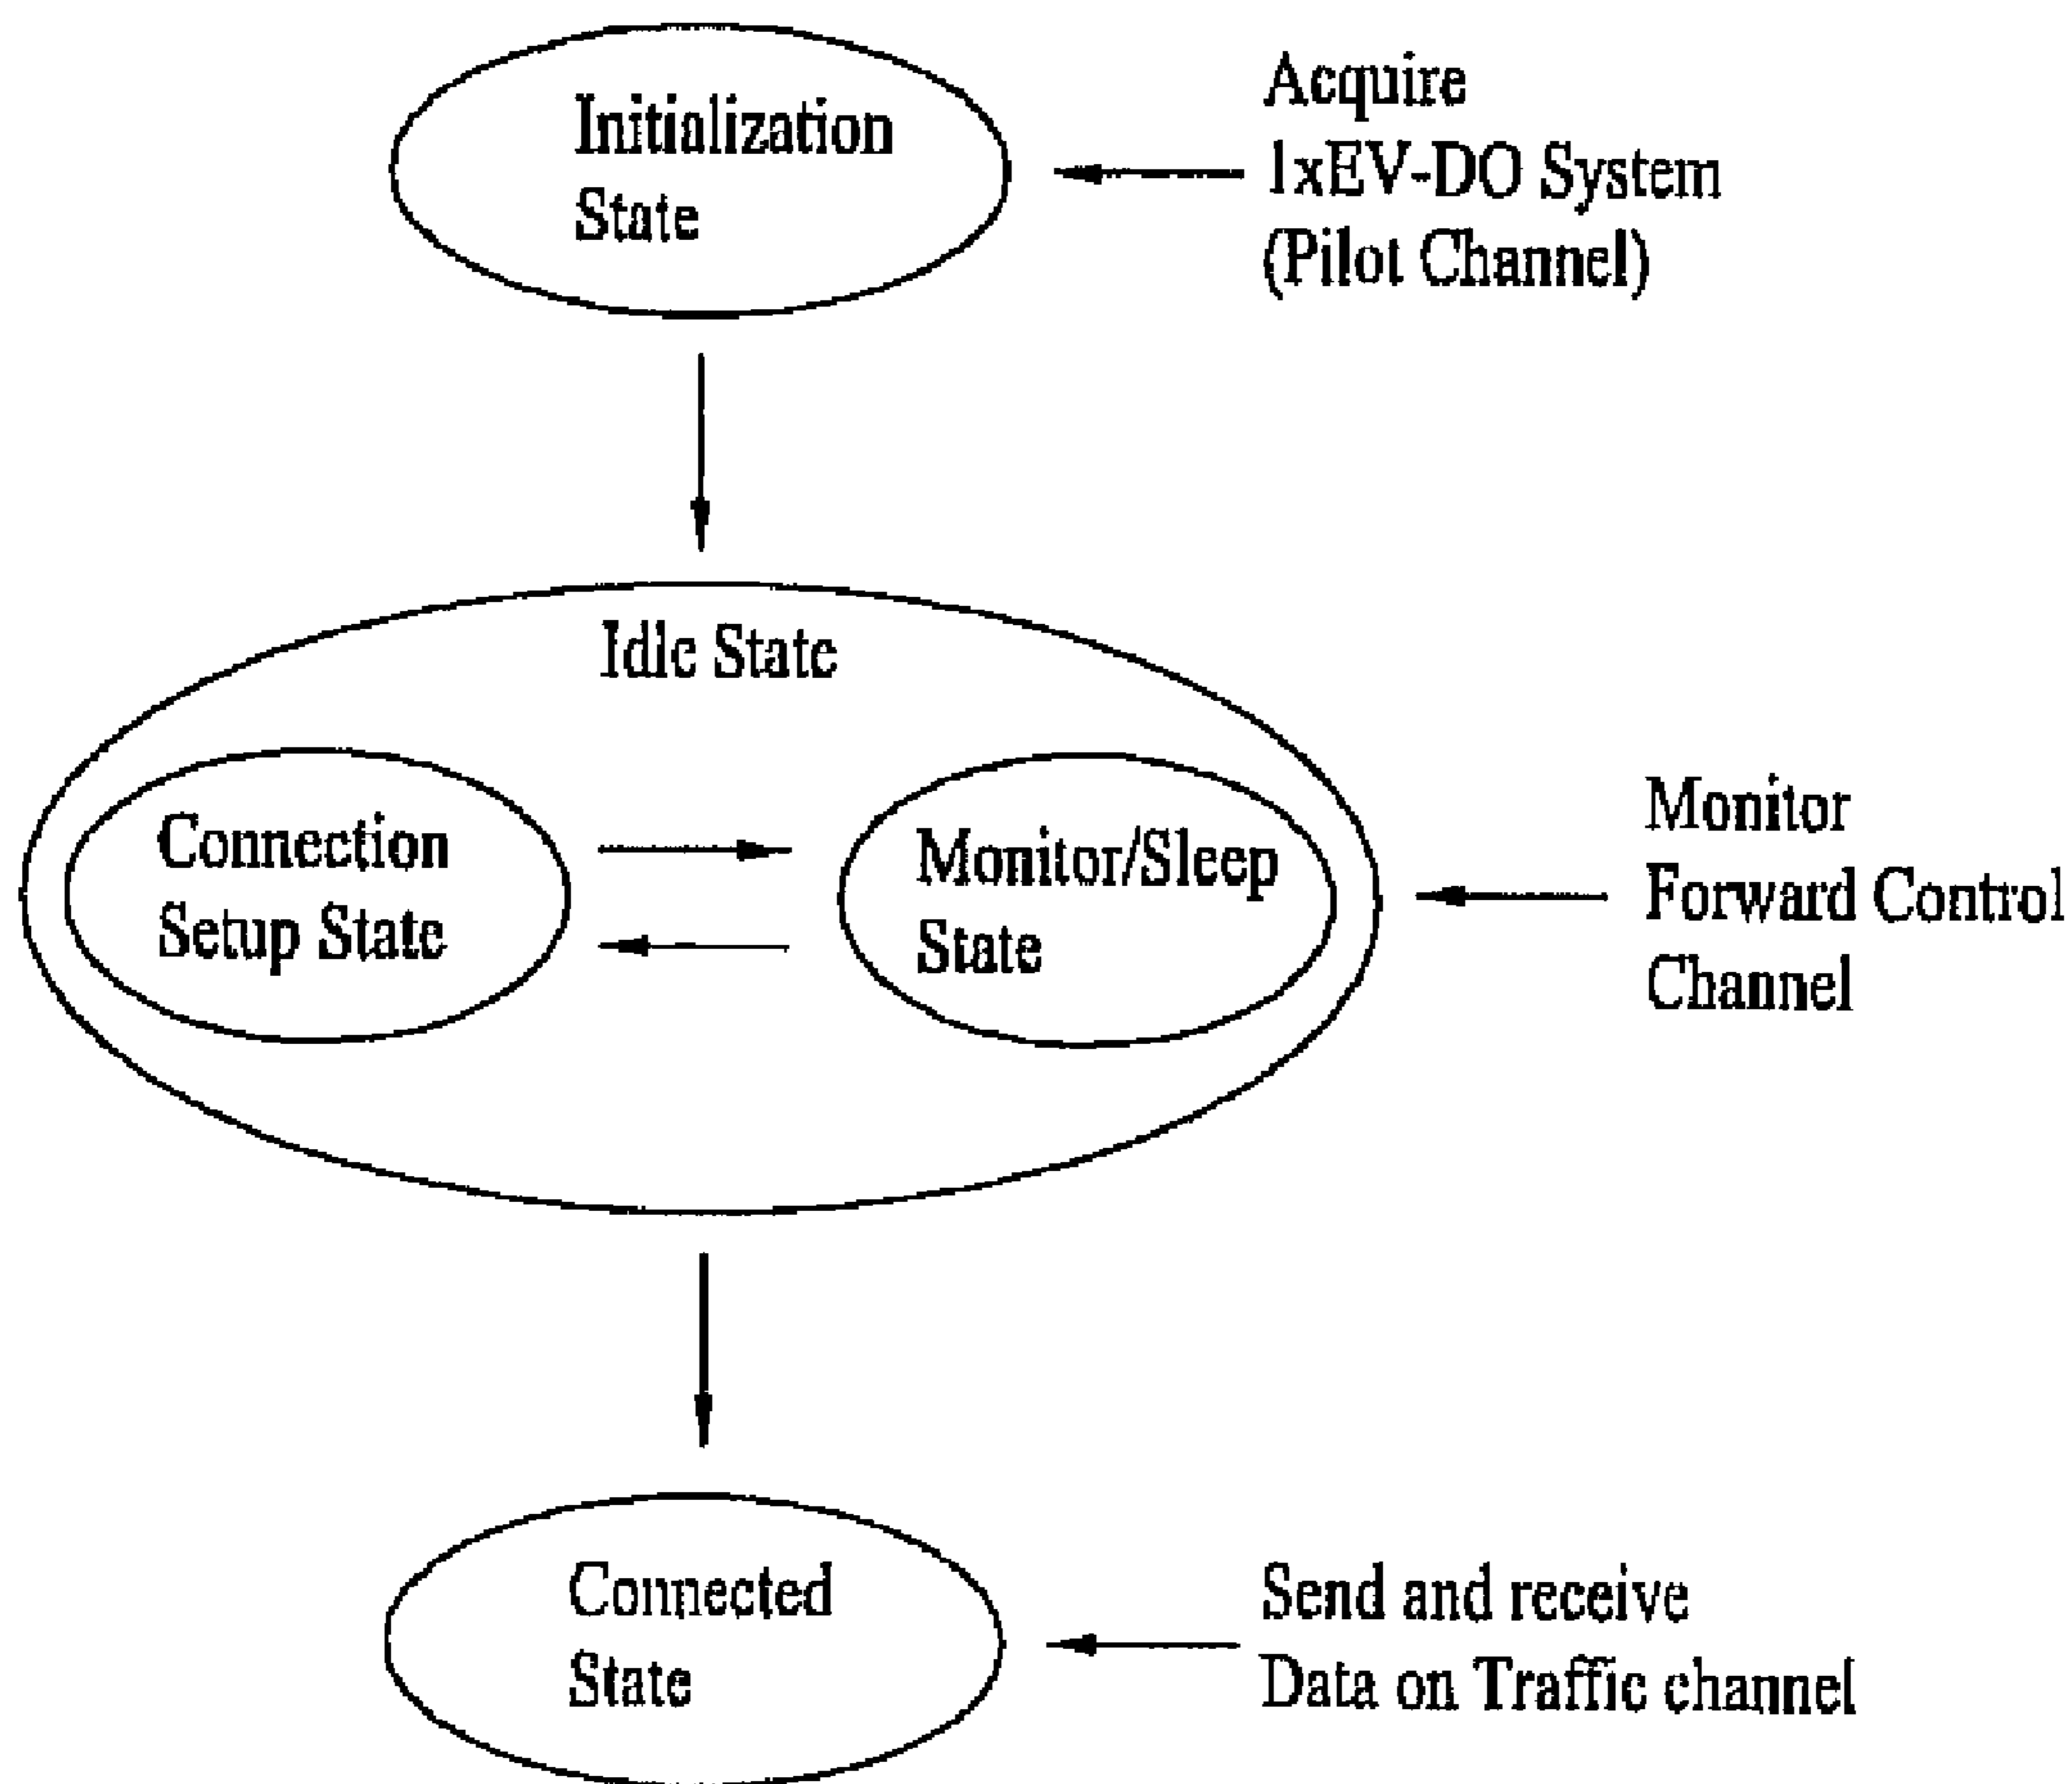 Initialization
State
Acquire
1xEV-DO System
(Pilot Channel)
Idle State
Connection
Setup State
Monitor/Sleep
State
Monitor
Forward Control
Channel
Connected
State
Send and receive
Data on Traffic channel